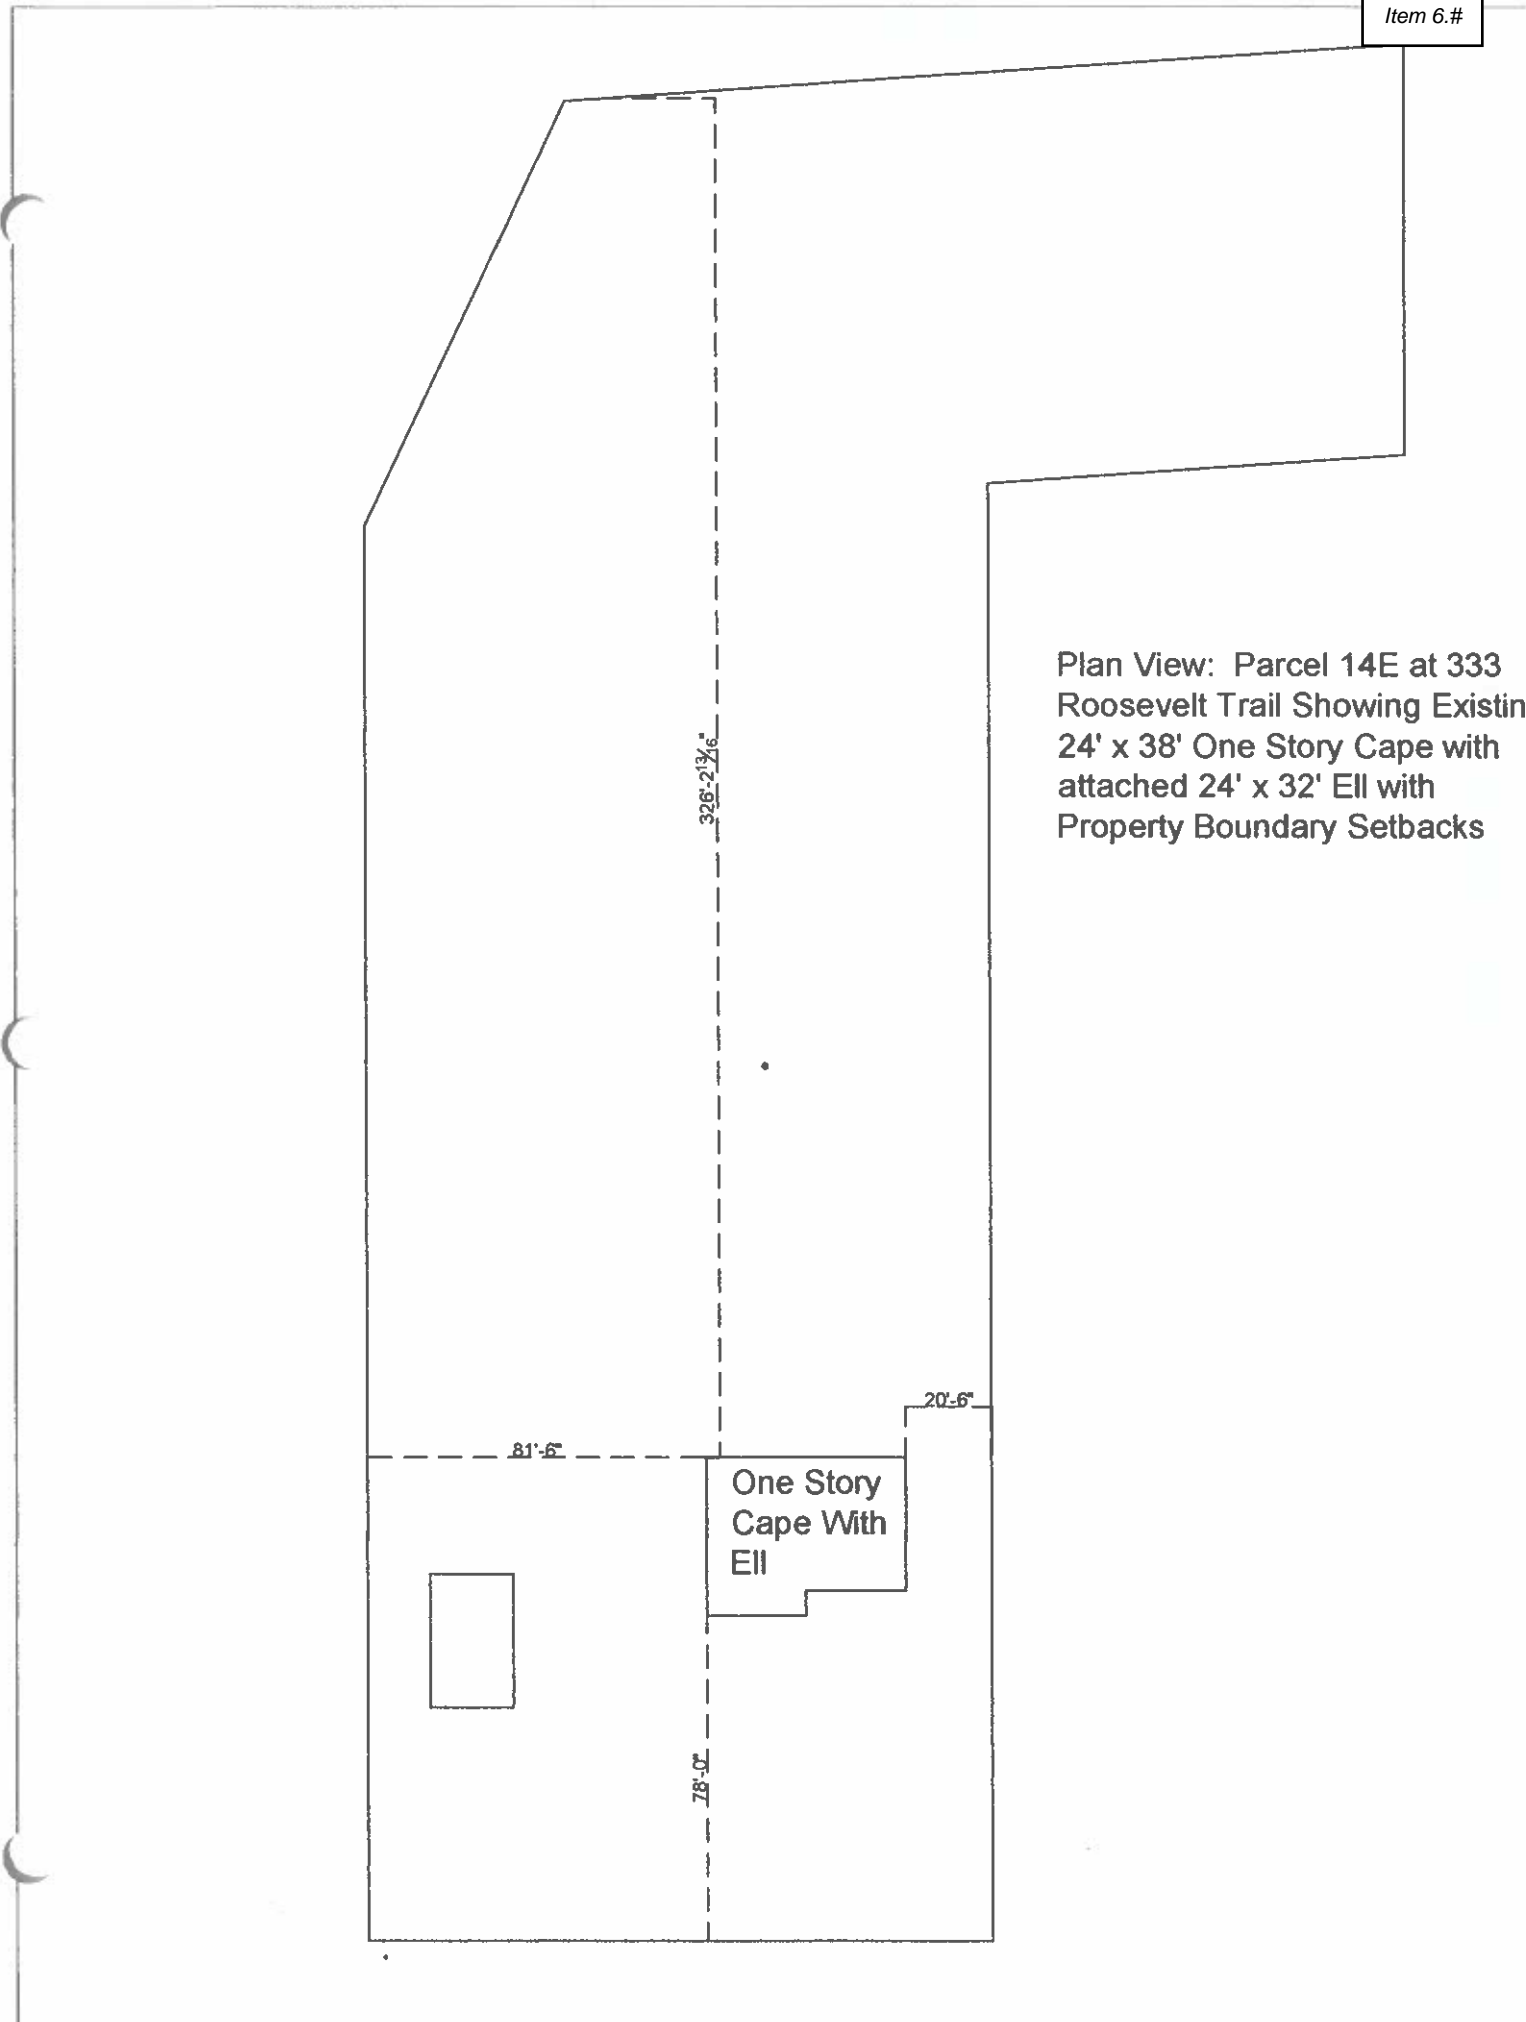 Item 6.#
326'-2 13/16"
Plan View: Parcel 14E at 333
Roosevelt Trail Showing Existin
24' x 38' One Story Cape with
attached 24' x 32' Ell with
Property Boundary Setbacks
20'-6"
81'-6"
One Story
Cape With
Ell
78'-0"